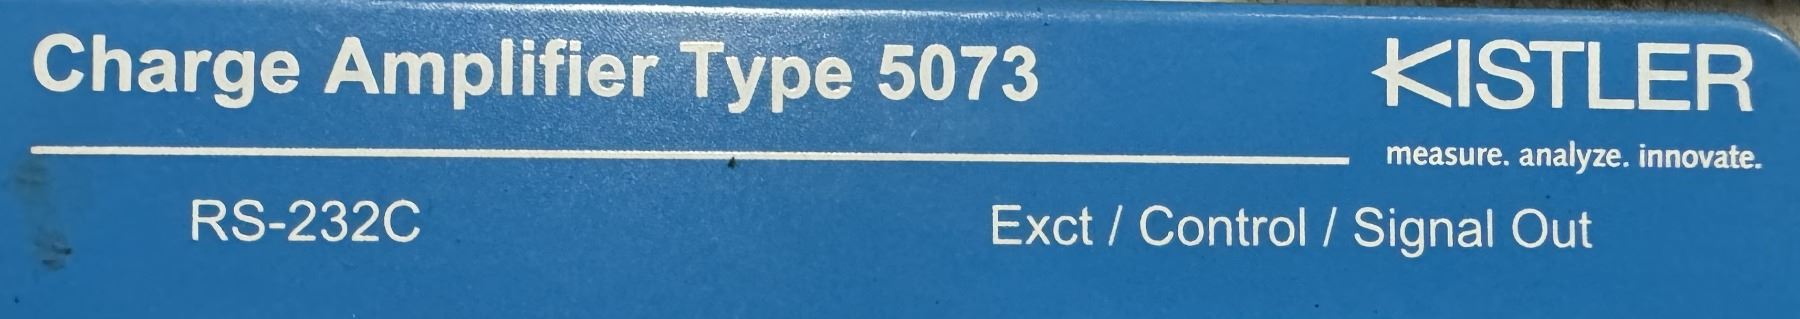 Charge Amplifier Type 5073
KISTLER
measure. analyze. innovate.
RS-232C
Exct / Control / Signal Out